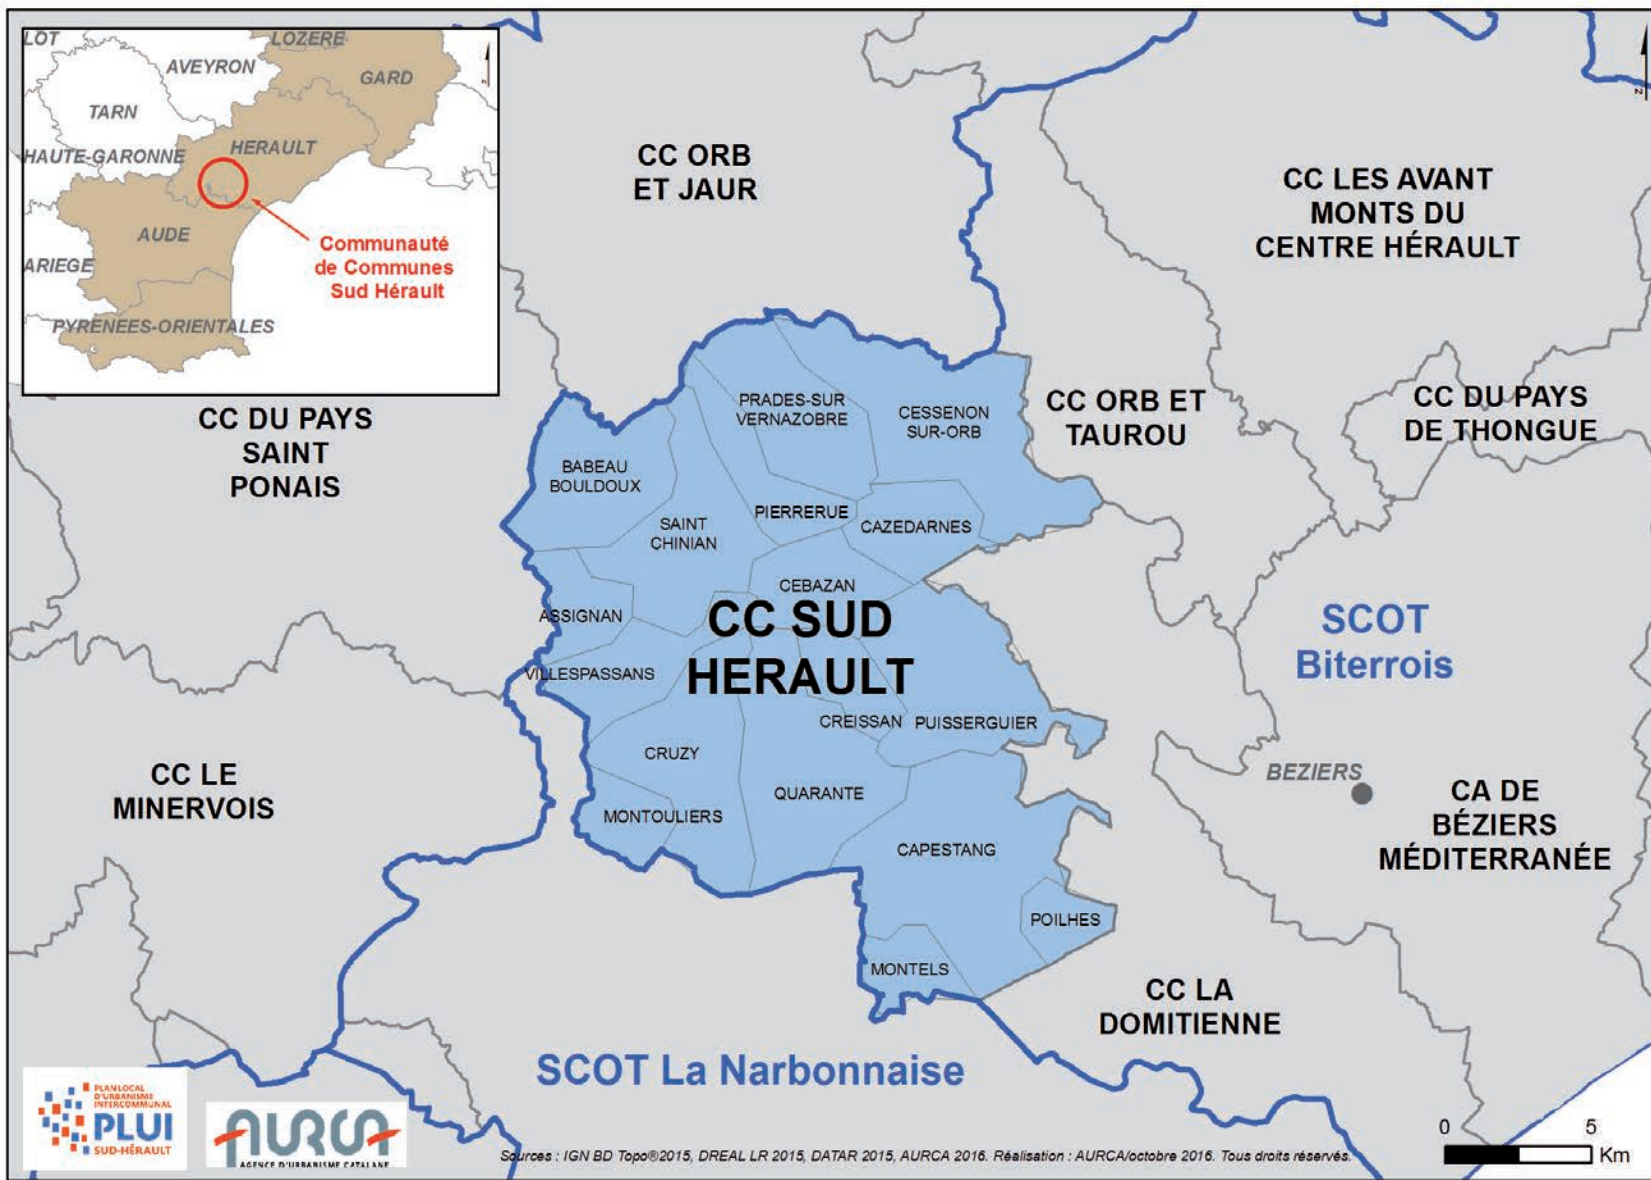 LOT
LOZERE
AVEYRON
GARD
TARN
HERAULT
HAUTE-GARONNE
AUDE
ARIEGE
PYRENEES-ORIENTALES
Communauté
de Communes
Sud Hérault
CC ORB
ET JAUR
CC LES AVANT
MONTS DU
CENTRE HÉRAULT
CC DU PAYS
SAINT
PONAIS
CC ORB ET
TAUROU
CC DU PAYS
DE THONGUE
PRADES-SUR
VERNAZOBRE
CESSENON
SUR-ORB
BABEAU
BOULDOUX
SAINT
CHINIAN
PIERRERUE
CAZEDARNES
CEBAZAN
ASSIGNAN
CC SUD
HERAULT
VILLESPASSANS
SCOT
Biterrois
CREISSAN
PUISSERGUIER
CRUZY
QUARANTE
MONTOULIERS
CAPESTANG
POILHES
MONTELS
CC LE
MINERVOIS
BEZIERS
CA DE
BÉZIERS
MÉDITERRANÉE
CC LA
DOMITIENNE
SCOT La Narbonnaise
PLAN LOCAL
D'URBANISME
INTERCOMMUNAL
PLUI
SUD-HÉRAULT
AURCA
AGENCE D'URBANISME CATALANE
Sources : IGN BD Topo®2015, DREAL LR 2015, DATAR 2015, AURCA 2016. Réalisation : AURCA/octobre 2016. Tous droits réservés.
0 5
Km